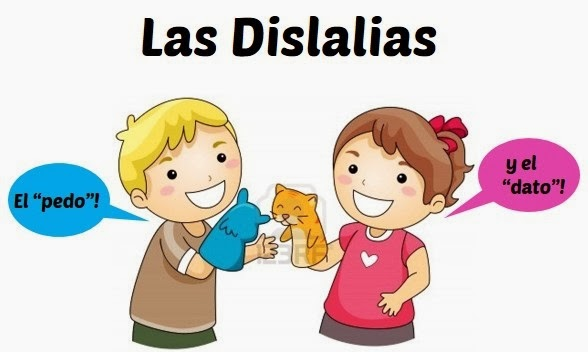 Las Dislalias
El "pedo"!
y el
"dato"!